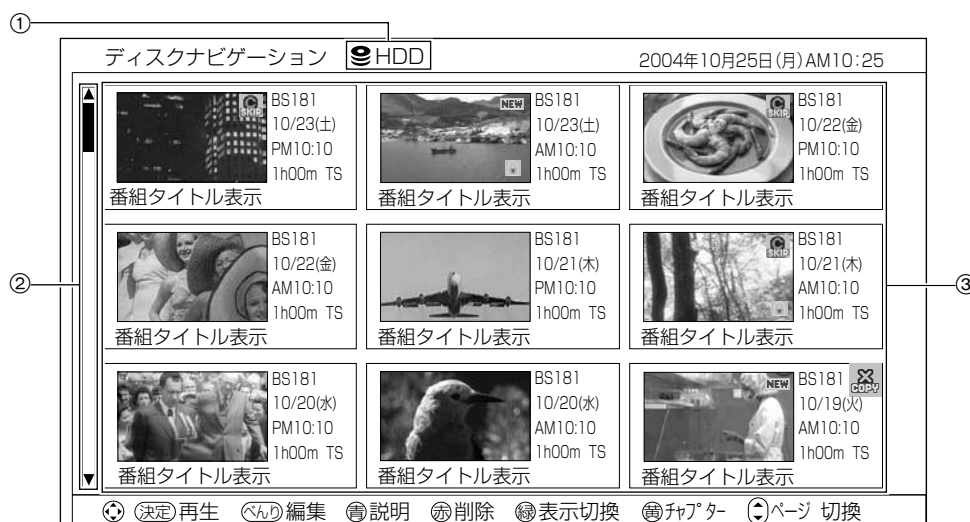 ①
ディスクナビゲーション HDD 2004年10月25日(月)AM10:25
C SKIP
BS181
10/23(土)
PM10:10
1h00m TS
番組タイトル表示
NEW
BS181
10/23(土)
AM10:10
1h00m TS
番組タイトル表示
C SKIP
BS181
10/22(金)
PM10:10
1h00m TS
番組タイトル表示
②
BS181
10/22(金)
AM10:10
1h00m TS
番組タイトル表示
BS181
10/21(木)
PM10:10
1h00m TS
番組タイトル表示
C SKIP
BS181
10/21(木)
AM10:10
1h00m TS
番組タイトル表示
③
BS181
10/20(水)
PM10:10
1h00m TS
番組タイトル表示
BS181
10/20(水)
AM10:10
1h00m TS
番組タイトル表示
NEW
BS181
COPY
10/19(火)
AM10:10
1h00m TS
番組タイトル表示
決定 再生 べんり 編集 青 説明 赤 削除 緑 表示切換 黄 ﾁｬﾌﾟﾀｰ ページ 切換